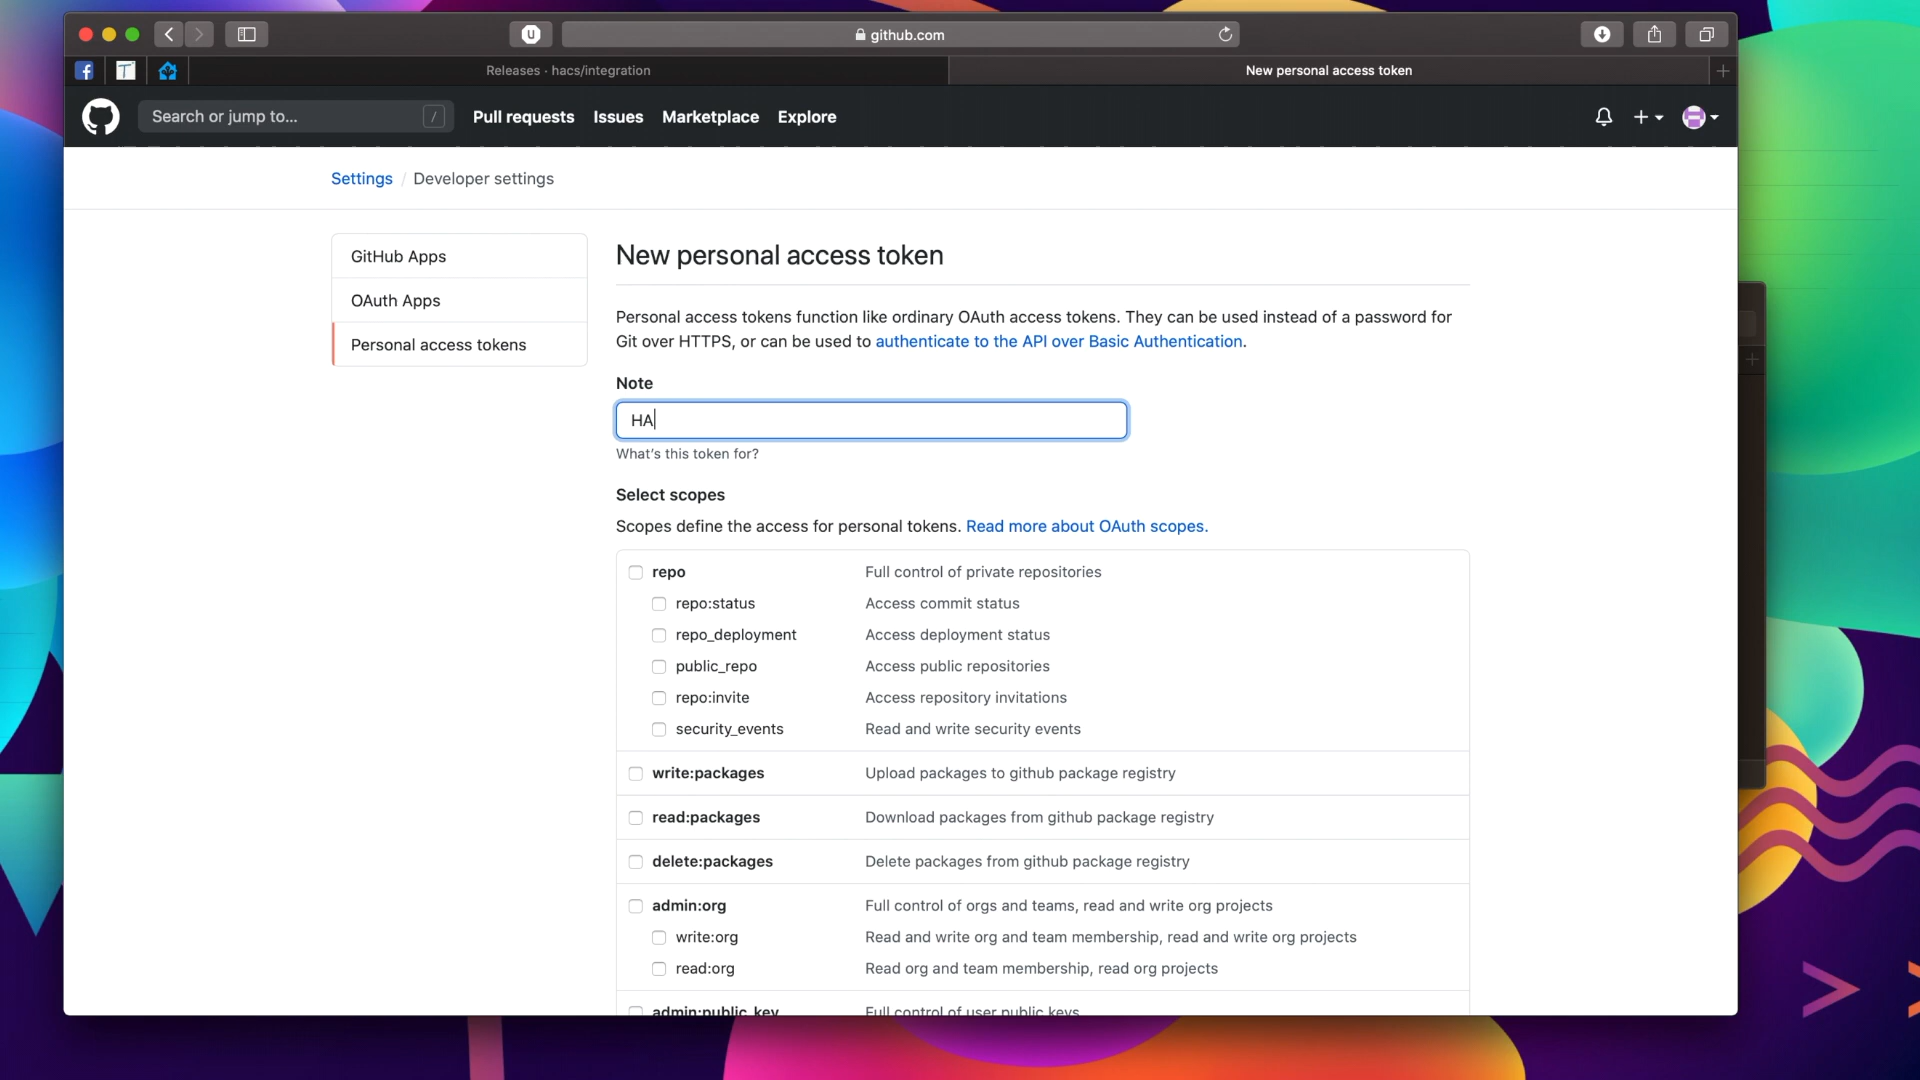 github.com
Releases · hacs/integration
New personal access token
Search or jump to...
/
Pull requests
Issues
Marketplace
Explore
Settings / Developer settings
GitHub Apps
OAuth Apps
Personal access tokens
New personal access token
Personal access tokens function like ordinary OAuth access tokens. They can be used instead of a password for
Git over HTTPS, or can be used to authenticate to the API over Basic Authentication.
Note
HA
What's this token for?
Select scopes
Scopes define the access for personal tokens. Read more about OAuth scopes.
repo Full control of private repositories
repo:status Access commit status
repo_deployment Access deployment status
public_repo Access public repositories
repo:invite Access repository invitations
security_events Read and write security events
write:packages Upload packages to github package registry
read:packages Download packages from github package registry
delete:packages Delete packages from github package registry
admin:org Full control of orgs and teams, read and write org projects
write:org Read and write org and team membership, read and write org projects
read:org Read org and team membership, read org projects
admin:public_key Full control of user public keys